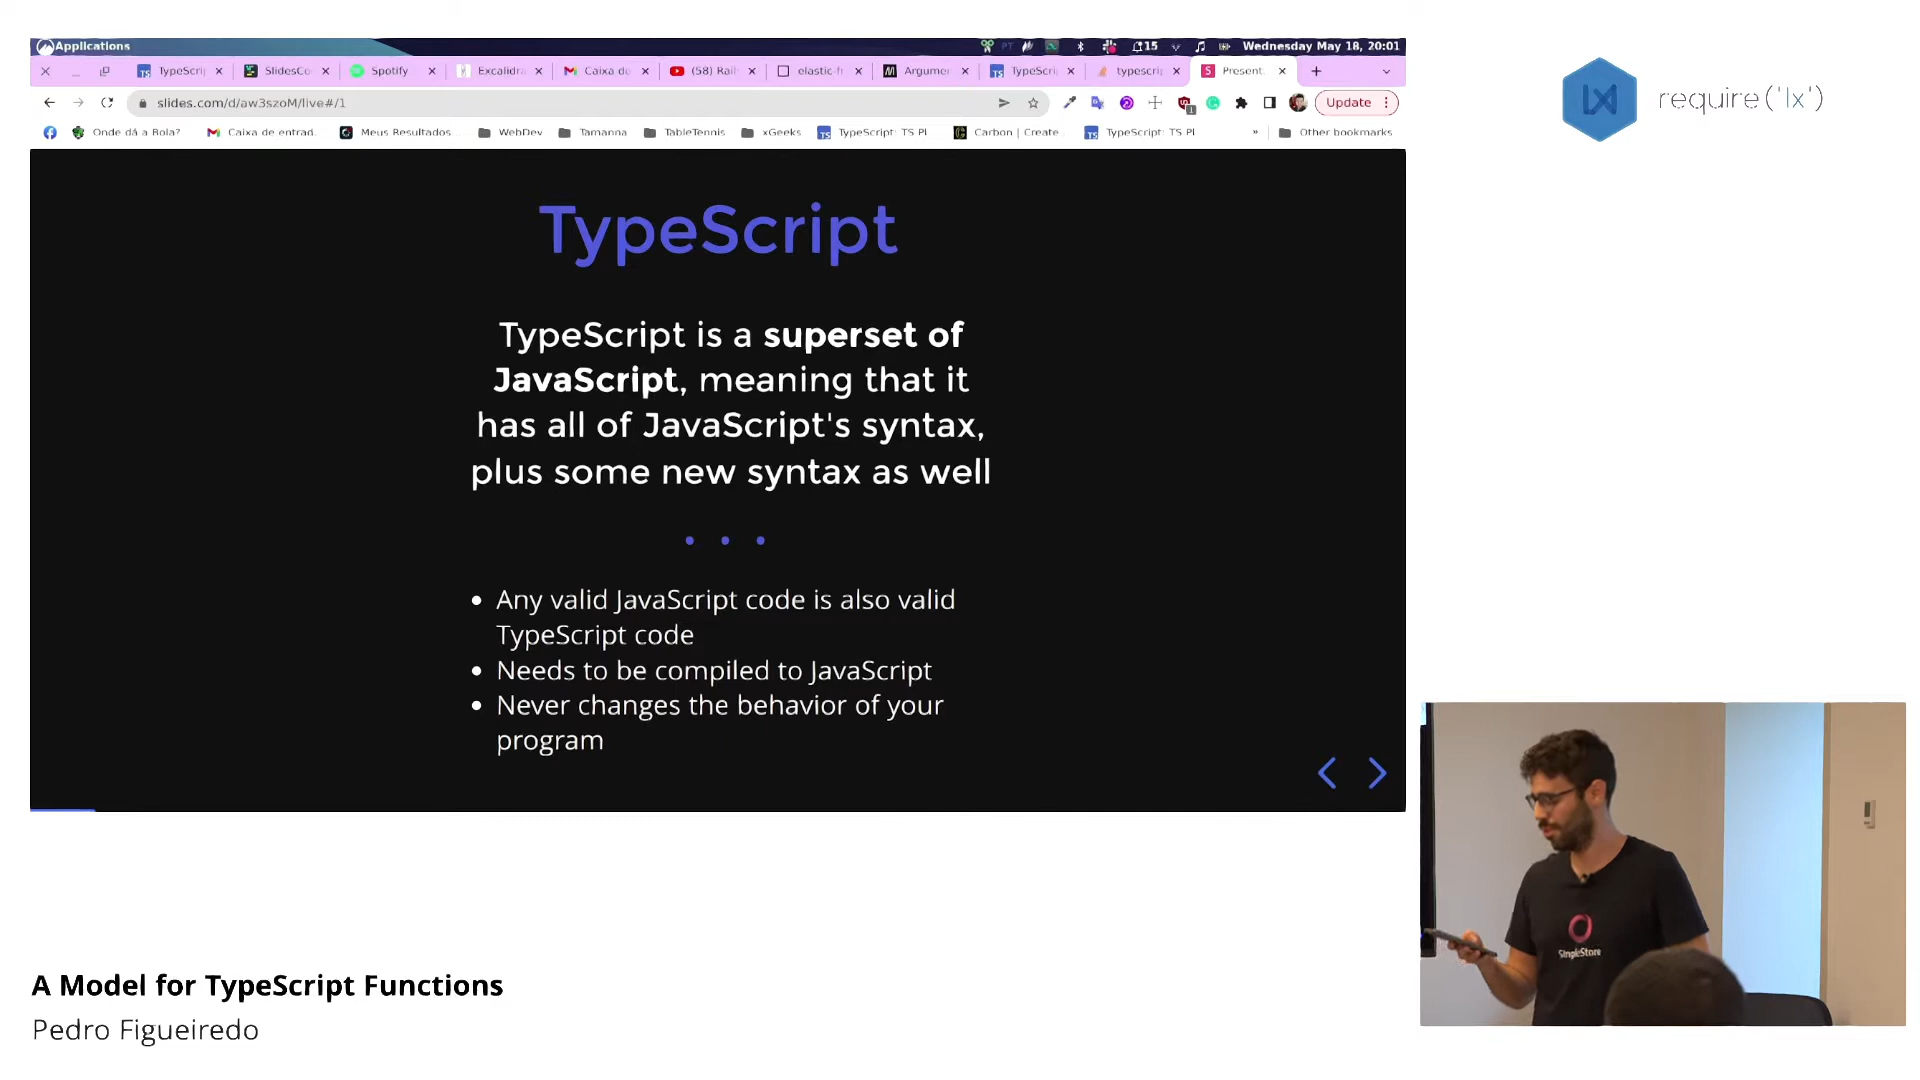 Applications
15
Wednesday May 18, 20:01
TypeScri
SlidesCo
Spotify
Excalidra
Caixa do
(58) Rail
elastic-fr
Argumer
TypeScri
typescrip
Present.
slides.com/d/aw3szoM/live#/1
Update
Onde dá a Bola?
Caixa de entrad.
Meus Resultados
WebDev
Tamanna
TableTennis
xGeeks
TypeScript: TS Pl
Carbon | Create
TypeScript: TS Pl
»
Other bookmarks
require('lx')
TypeScript
TypeScript is a superset of
JavaScript, meaning that it
has all of JavaScript's syntax,
plus some new syntax as well
Any valid JavaScript code is also valid
TypeScript code
Needs to be compiled to JavaScript
Never changes the behavior of your
program
SimpleStore
A Model for TypeScript Functions
Pedro Figueiredo